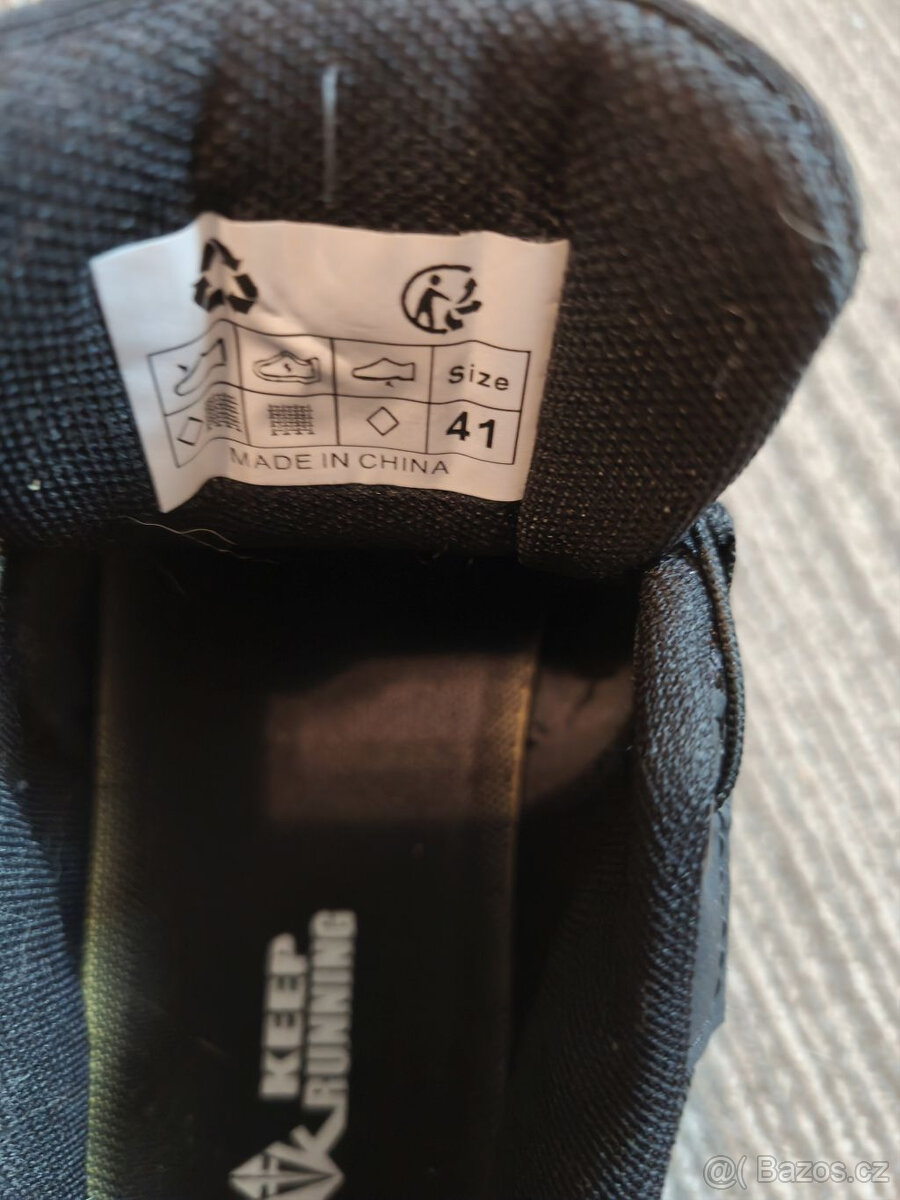 Size
41
MADE IN CHINA
KEEP
RUNNING
@( Bazos.cz